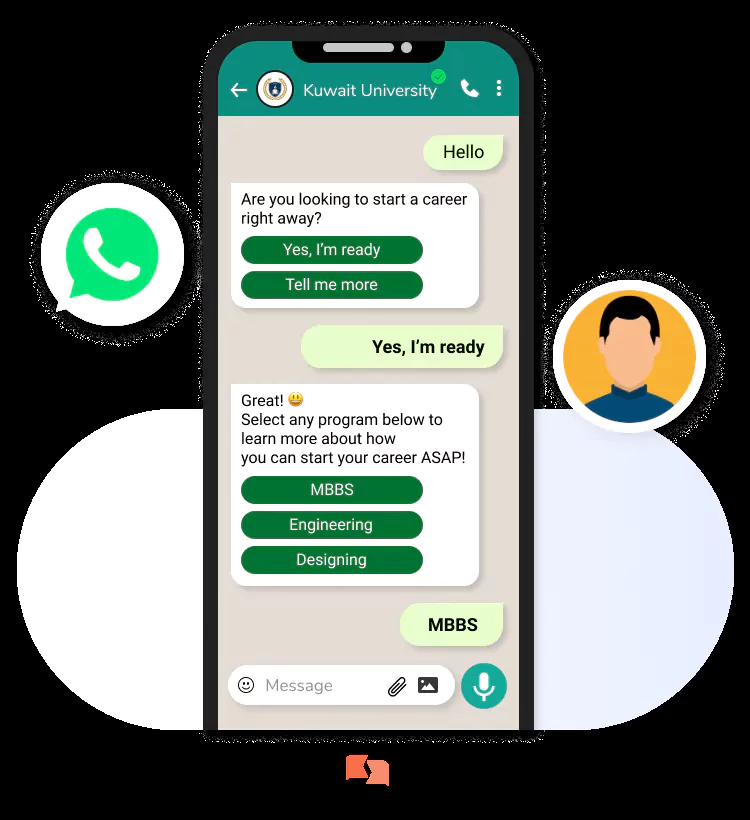 Kuwait University
Hello
Are you looking to start a career
right away?
Yes, I’m ready
Tell me more
Yes, I’m ready
Great! 😃
Select any program below to
learn more about how
you can start your career ASAP!
MBBS
Engineering
Designing
MBBS
Message